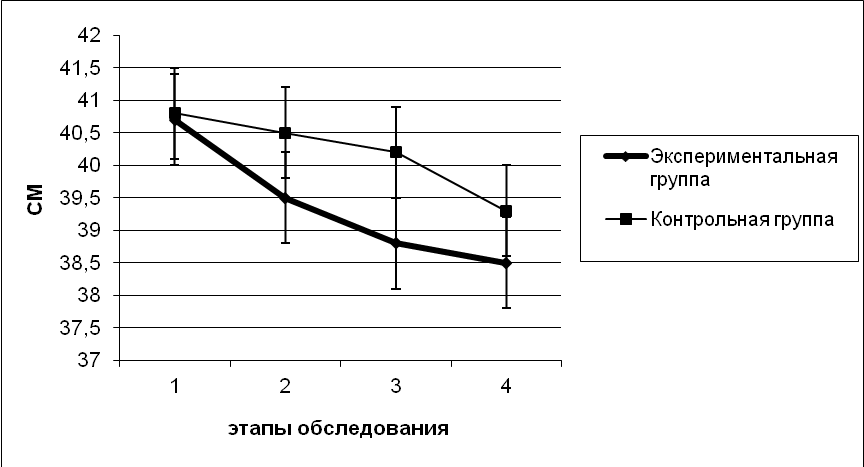 42
41,5
41
40,5
40
39,5
39
38,5
38
37,5
37
СМ
1 2 3 4
этапы обследования
Экспериментальная
группа
Контрольная группа